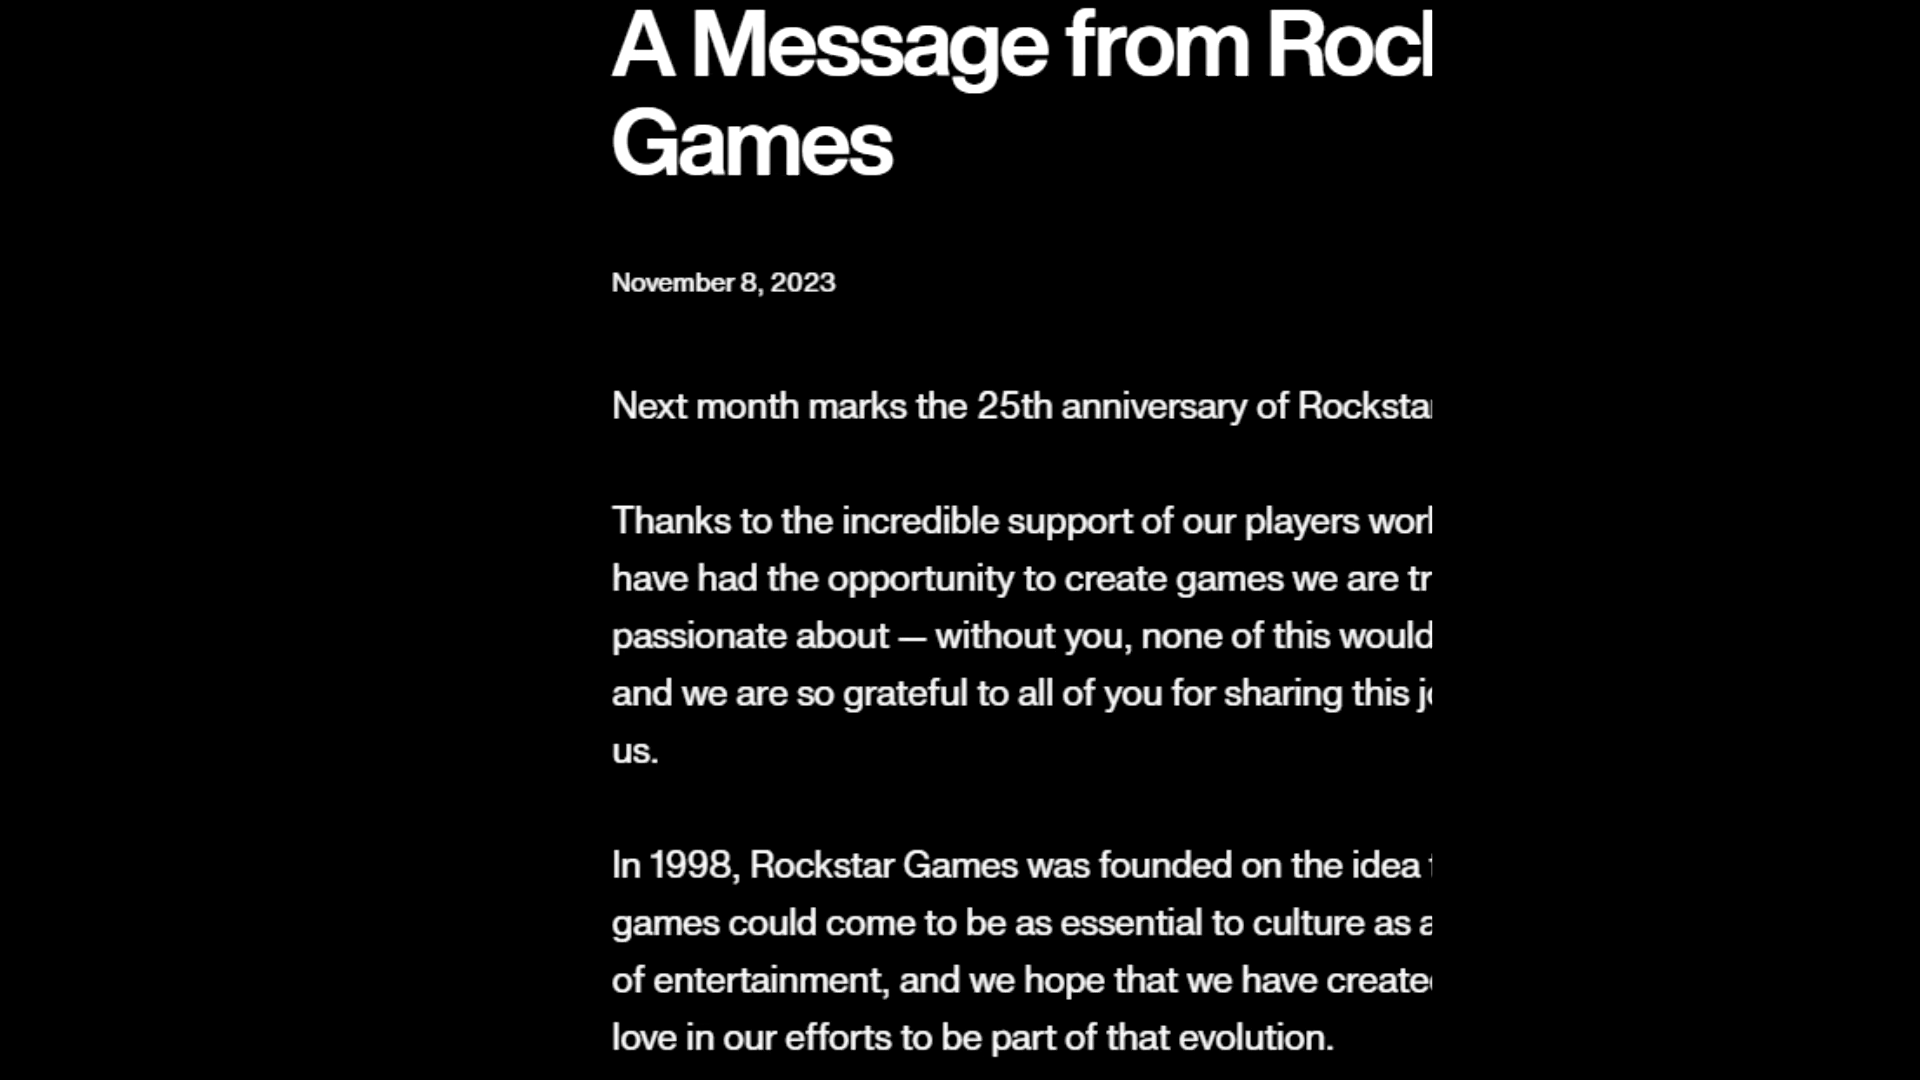 A Message from Roc
Games
November 8, 2023
Next month marks the 25th anniversary of Rocksta
Thanks to the incredible support of our players wor
have had the opportunity to create games we are tr
passionate about — without you, none of this would
and we are so grateful to all of you for sharing this j
us.
In 1998, Rockstar Games was founded on the idea
games could come to be as essential to culture as a
of entertainment, and we hope that we have create
love in our efforts to be part of that evolution.